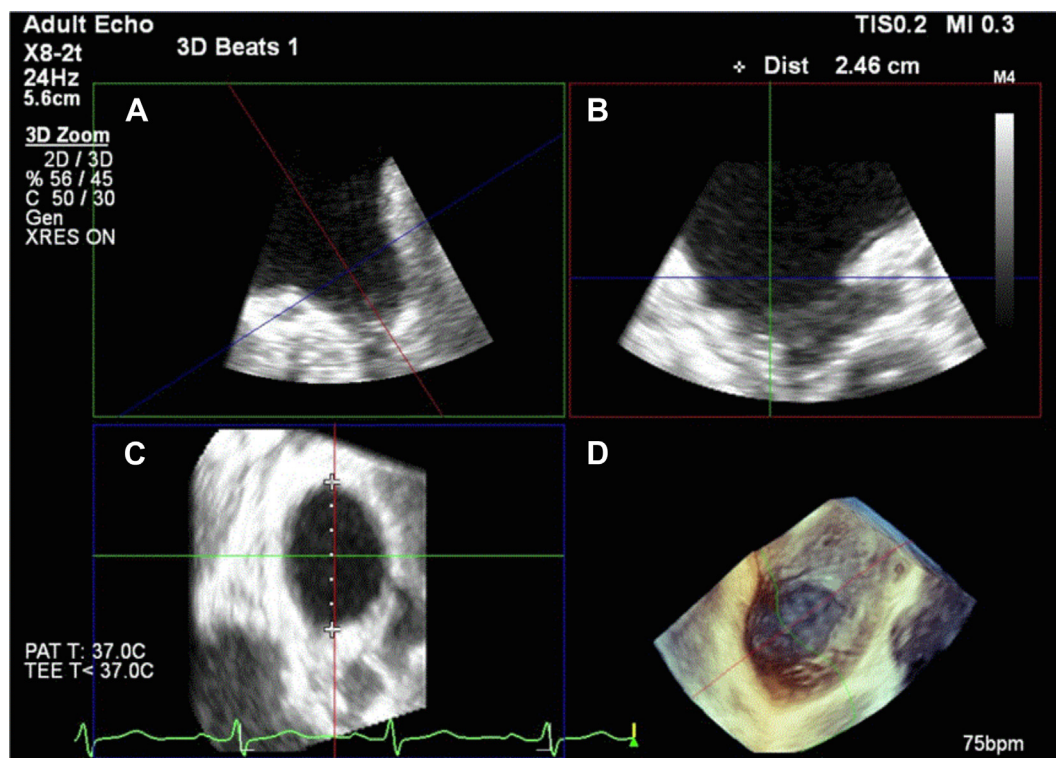 Adult Echo
X8-2t
24Hz
5.6cm
3D Beats 1
TIS0.2 MI 0.3
Dist 2.46 cm
M4
3D Zoom
2D / 3D
% 56 / 45
C 50 / 30
Gen
XRES ON
A
B
C
D
PAT T: 37.0C
TEE T< 37.0C
75bpm